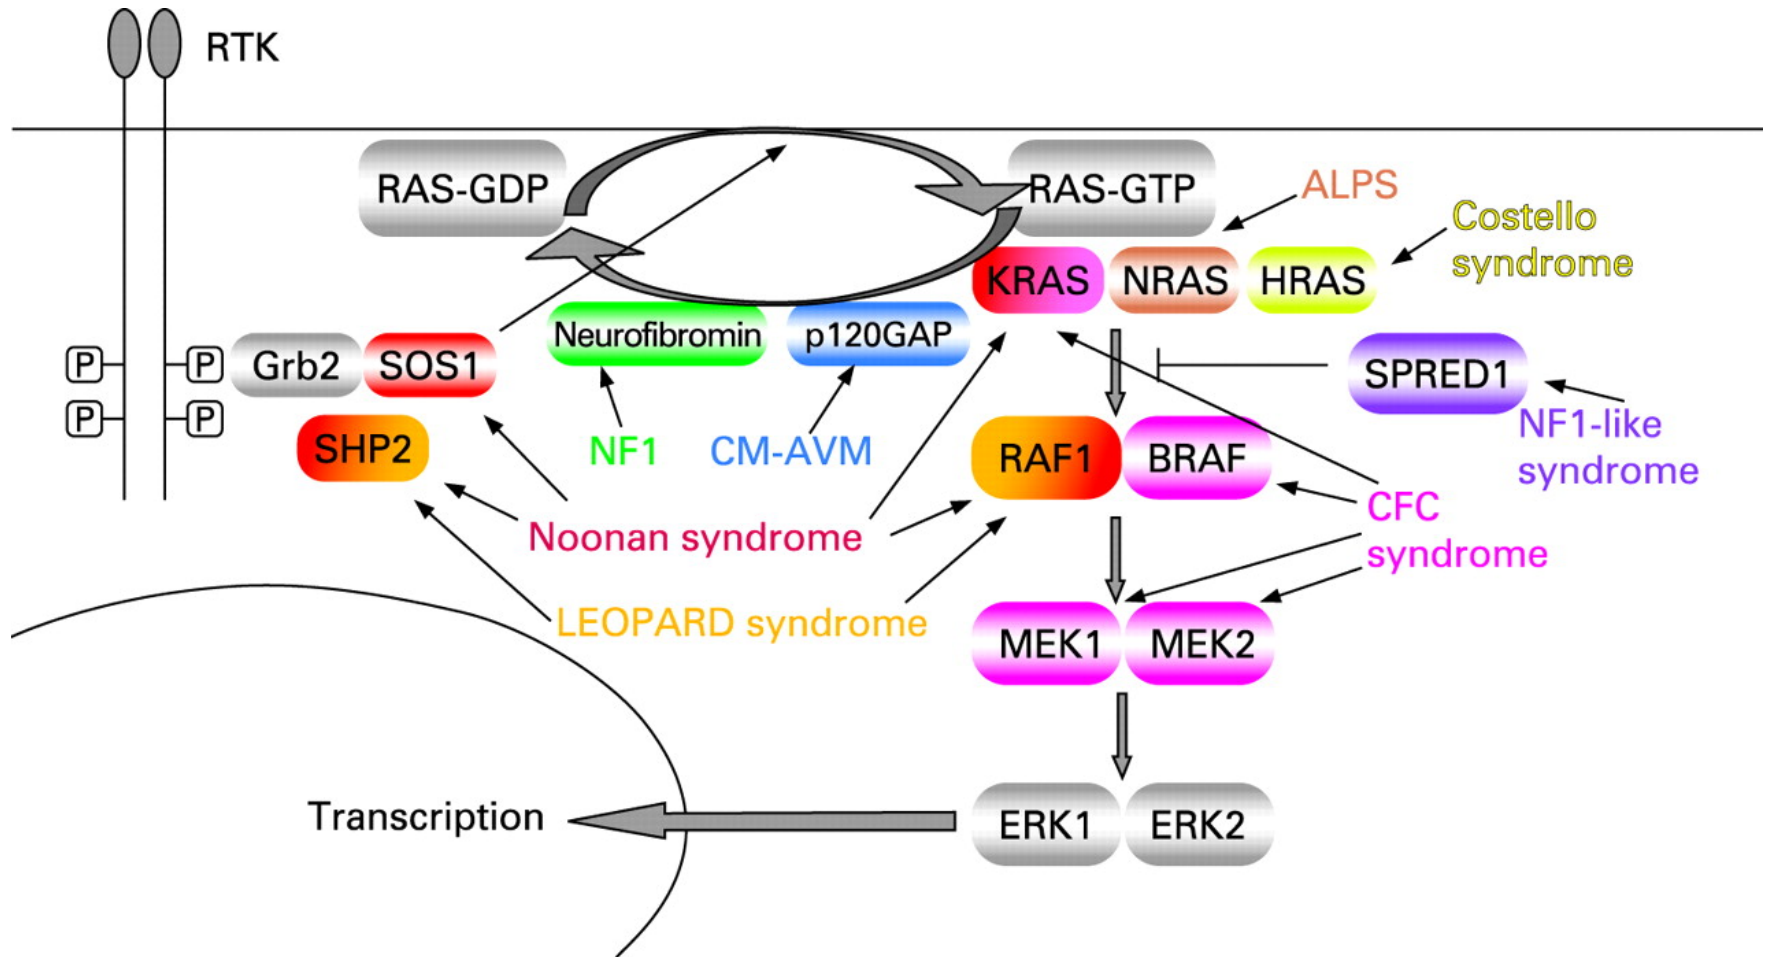 RTK
RAS-GDP
RAS-GTP
ALPS
Costello
syndrome
KRAS
NRAS
HRAS
Neurofibromin
p120GAP
P
P
Grb2
SOS1
SPRED1
P
P
SHP2
NF1
CM-AVM
RAF1
BRAF
NF1-like
syndrome
CFC
syndrome
Noonan syndrome
LEOPARD syndrome
MEK1
MEK2
Transcription
ERK1
ERK2